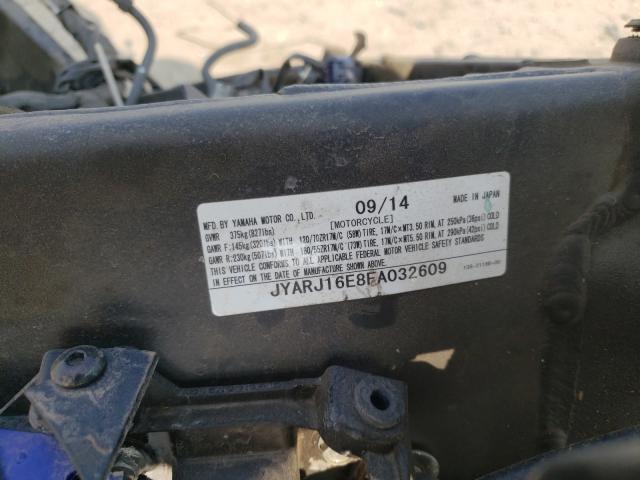 09/14
MFD. BY YAMAHA MOTOR CO., LTD. [MOTORCYCLE] MADE IN JAPAN
GVWR 375kg(827lbs)
GAWR F:145kg(320lbs)WITH 120/70ZR17M/C (58W)TIRE, 17M/C×MT3.50 RIM, AT 250kPa(36psi)COLD
GAWR R:230kg(507lbs)WITH 180/55ZR17M/C (73W)TIRE, 17M/C×MT5.50 RIM, AT 290kPa(42psi)COLD
THIS VEHICLE CONFORMS TO ALL APPLICABLE FEDERAL MOTOR VEHICLE SAFETY STANDARDS
IN EFFECT ON THE DATE OF MANUFACTURE SHOWN ABOVE.
JYARJ16E8EA032609